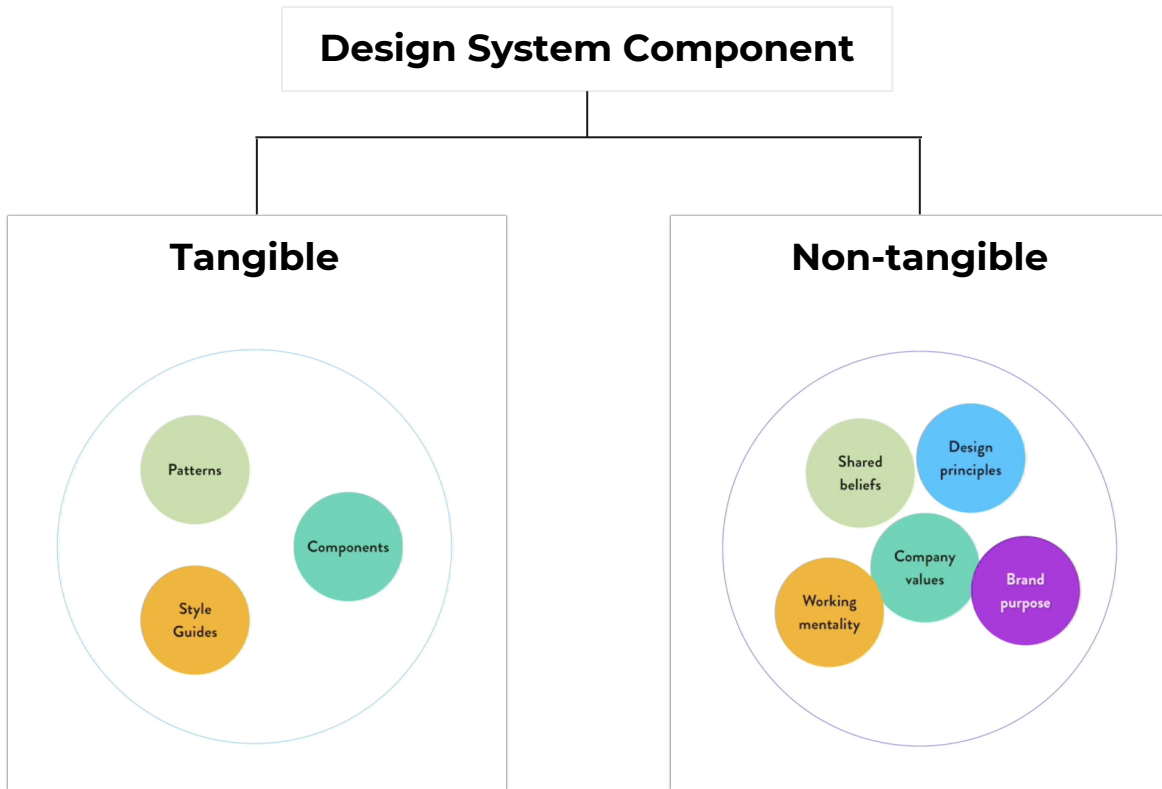 Design System Component
Tangible
Non-tangible
Patterns
Components
Style
Guides
Shared
beliefs
Design
principles
Company
values
Working
mentality
Brand
purpose